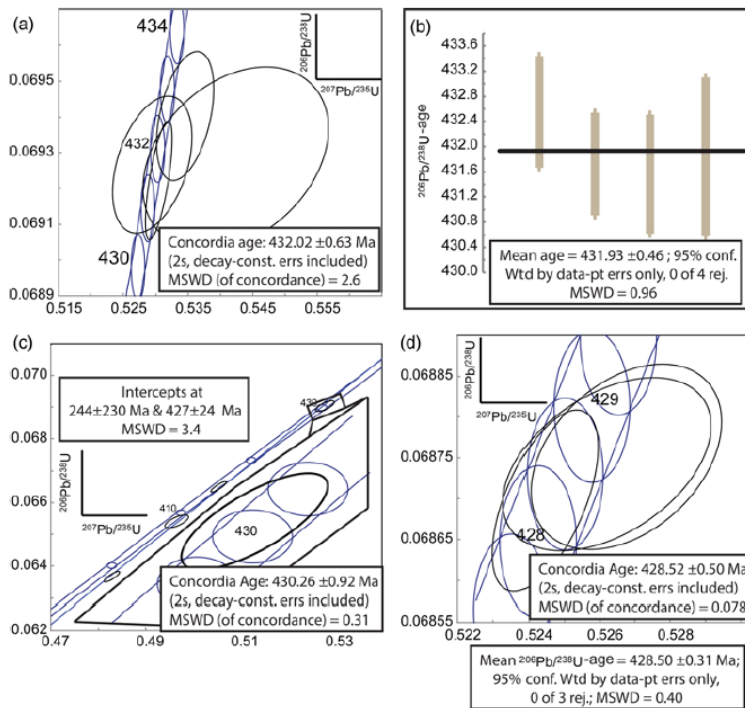 (a)
434
432
430
0.0695
0.0693
0.0691
0.0689
0.515
0.525
0.535
0.545
0.555
206Pb/238U
207Pb/235U
Concordia age: 432.02 ±0.63 Ma
(2s, decay-const. errs included)
MSWD (of concordance) = 2.6
(b)
206Pb/238U-age
433.6
433.2
432.8
432.4
432.0
431.6
431.2
430.8
430.4
430.0
Mean age = 431.93 ±0.46 ; 95% conf.
Wtd by data-pt errs only, 0 of 4 rej.
MSWD = 0.96
(c)
0.070
0.068
0.066
0.064
0.062
0.47
0.49
0.51
0.53
Intercepts at
244±230 Ma & 427±24 Ma
MSWD = 3.4
206Pb/238U
207Pb/235U
410
430
430
Concordia Age: 430.26 ±0.92 Ma
(2s, decay-const. errs included)
MSWD (of concordance) = 0.31
(d)
0.06885
0.06875
0.06865
0.06855
0.522
0.524
0.526
0.528
206Pb/238U
207Pb/235U
429
428
Concordia Age: 428.52 ±0.50 Ma
(2s, decay-const. errs included)
MSWD (of concordance) = 0.078
Mean 206Pb/238U-age = 428.50 ±0.31 Ma;
95% conf. Wtd by data-pt errs only,
0 of 3 rej.; MSWD = 0.40